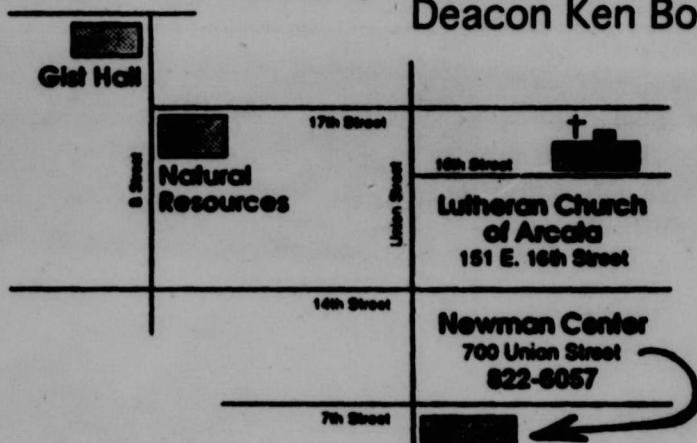 Deacon Ken Bo
Gist Hall
17th Street
B Street
Natural
Resources
Union Street
16th Street
Lutheran Church
of Arcata
151 E. 16th Street
14th Street
Newman Center
700 Union Street
822-6057
7th Street